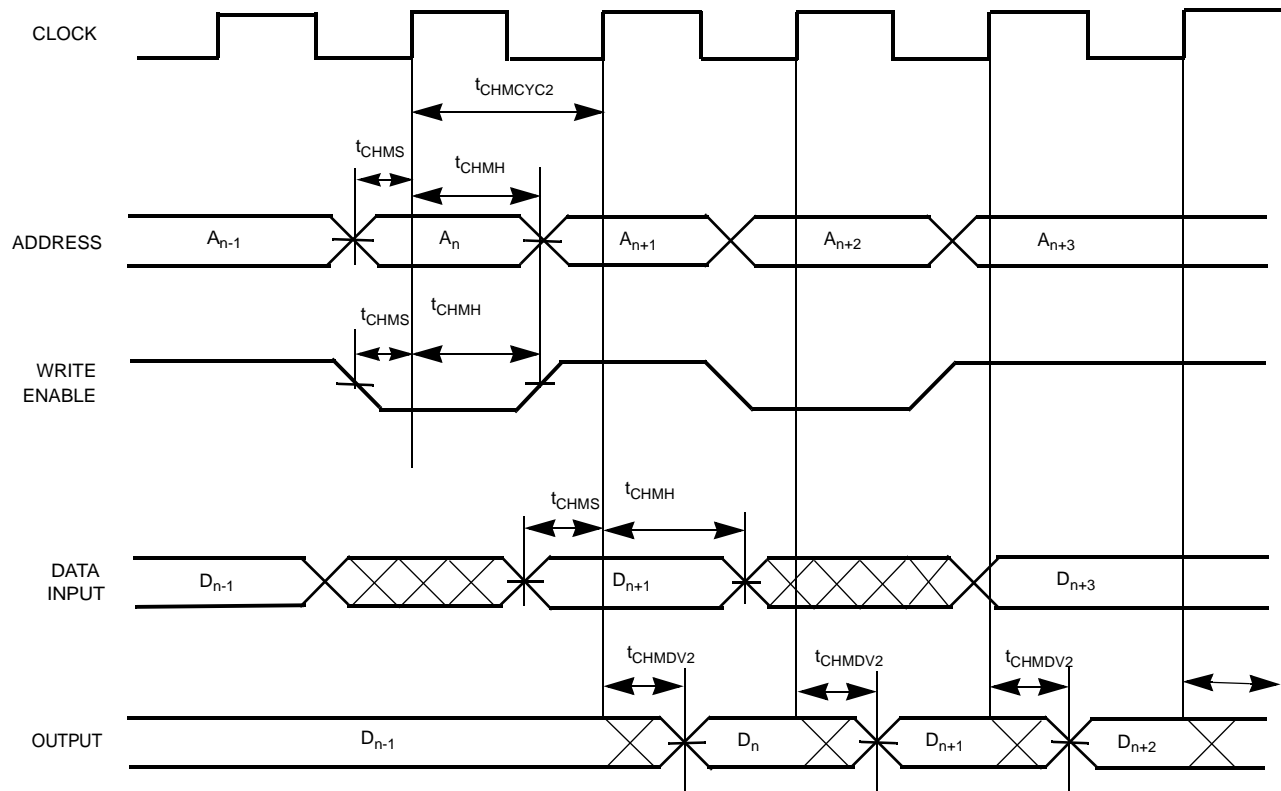 CLOCK
tCHMCYC2
tCHMS
tCHMH
ADDRESS
An-1
An
An+1
An+2
An+3
tCHMS
tCHMH
WRITE
ENABLE
tCHMS
tCHMH
DATA
INPUT
Dn-1
Dn+1
Dn+3
tCHMDV2
tCHMDV2
tCHMDV2
OUTPUT
Dn-1
Dn
Dn+1
Dn+2